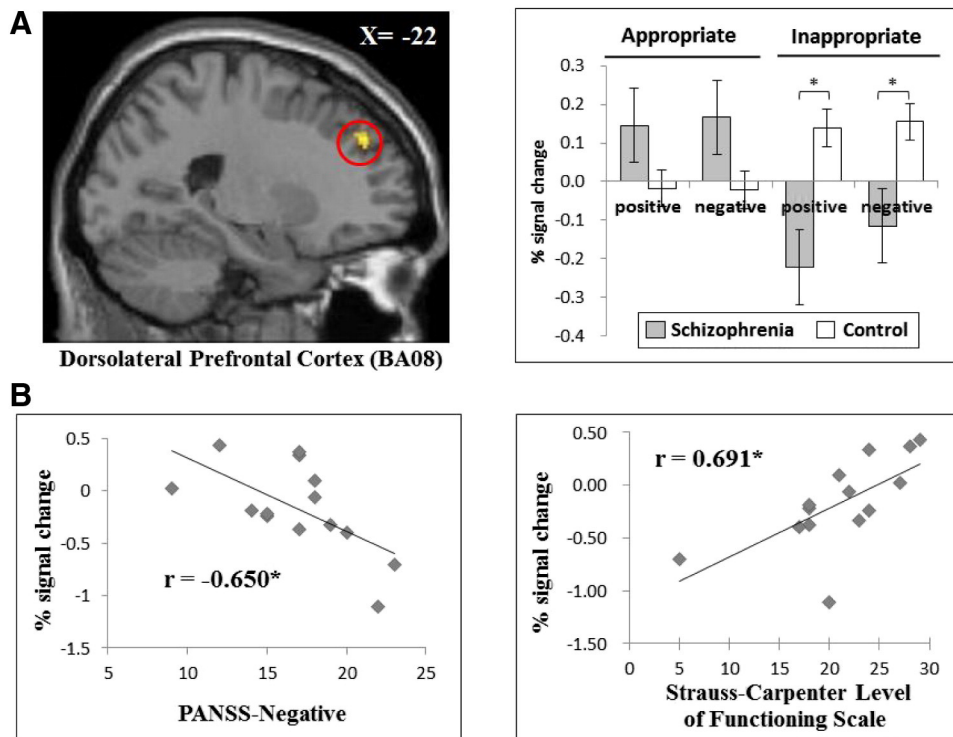 A
X= -22
Dorsolateral Prefrontal Cortex (BA08)
Appropriate Inappropriate
% signal change
0.3
0.2
0.1
0.0
-0.1
-0.2
-0.3
-0.4
* *
positive negative positive negative
Schizophrenia Control
B
% signal change
0.5
0
-0.5
-1
-1.5
r = -0.650*
5 10 15 20 25
PANSS-Negative
% signal change
0.50
0.00
-0.50
-1.00
-1.50
r = 0.691*
0 5 10 15 20 25 30
Strauss-Carpenter Level
of Functioning Scale